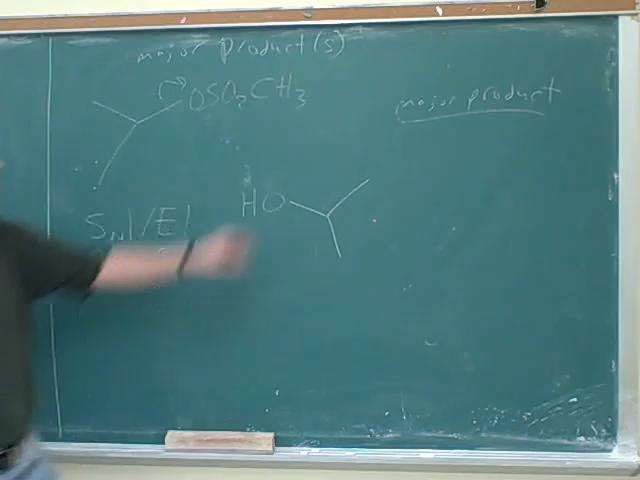 major product(s)
OSO2CH3
major product
HO
SN1/E1